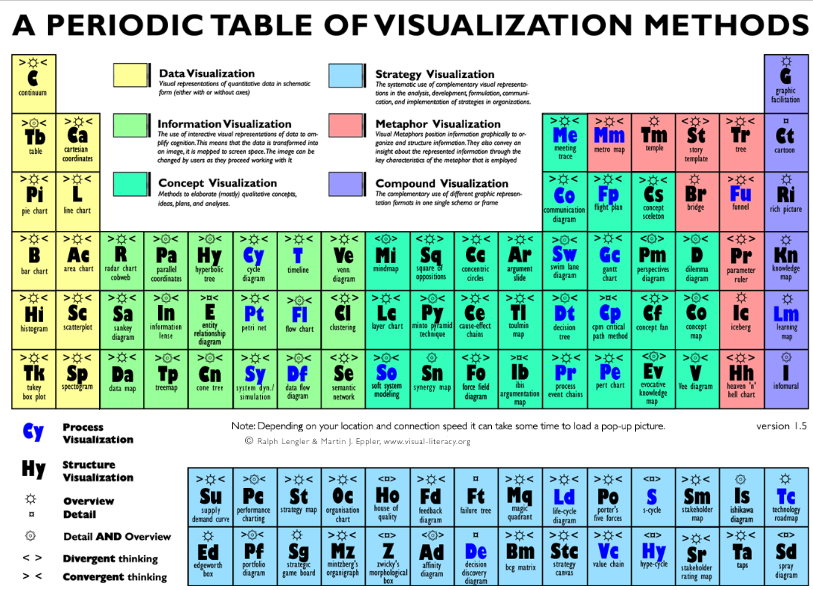 A PERIODIC TABLE OF VISUALIZATION METHODS
> <
C
continuum
Data Visualization
Visual representations of quantitative data in schematic
form (either with or without axes)
Strategy Visualization
The systematic use of complementary visual representa-
tions in the analysis, development, formulation, communi-
cation, and implementation of strategies in organizations.
G
graphic
facilitation
> < > <
Tb Ca
table cartesian
coordinates
Information Visualization
The use of interactive visual representations of data to am-
plify cognition. This means that the data is transformed into
an image, it is mapped to screen space. The image can be
changed by users as they proceed working with it
Metaphor Visualization
Visual Metaphors position information graphically to or-
ganize and structure information. They also convey an
insight about the represented information through the
key characteristics of the metaphor that is employed
Me Mm Tm St Tr Ct
meeting trace metro map temple story template tree cartoon
Pi L
pie chart line chart
Concept Visualization
Methods to elaborate (mostly) qualitative concepts,
ideas, plans, and analyses.
Compound Visualization
The complementary use of different graphic represen-
tation formats in one single schema or frame
Co Fp Cs Br Fu Ri
communication diagram flight plan concept sceleton bridge funnel rich picture
B Ac R Pa Hy Cy T Ve Mi Sq Cc Ar Sw Gc Pm D Pr Kn
bar chart area chart radar chart cobweb parallel coordinates hyperbolic tree cycle diagram timeline venn diagram mindmap square of oppositions concentric circles argument slide swim lane diagram gantt chart perspectives diagram dilemma diagram parameter ruler knowledge map
Hi Sc Sa In E Pt Fl Cl Lc Py Ce Tl Dt Cp Cf Co Ic Lm
histogram scatterplot sankey diagram information lense entity relationship diagram petri net flow chart clustering layer chart minto pyramid technique cause-effect chains toulmin map decision tree cpm critical path method concept fan concept map iceberg learning map
Tk Sp Da Tp Cn Sy Df Se So Sn Fo Ib Pr Pe Ev V Hh I
tukey box plot spectogram data map treemap cone tree system dyn./ simulation data flow diagram semantic network soft system modeling synergy map force field diagram ibis argumentation map process event chains pert chart evocative knowledge map Vee diagram heaven 'n' hell chart infomural
Cy Process
Visualization
Note: Depending on your location and connection speed it can take some time to load a pop-up picture. version 1.5
© Ralph Lengler & Martin J. Eppler, www.visual-literacy.org
Hy Structure
Visualization
Overview
Detail
Detail AND Overview
< > Divergent thinking
> < Convergent thinking
Su Pc St Oc Ho Fd Ft Mq Ld Po S Sm Is Tc
supply demand curve performance charting strategy map organisation chart house of quality feedback diagram failure tree magic quadrant life-cycle diagram porter's five forces s-cycle stakeholder map ishikawa diagram technology roadmap
Ed Pf Sg Mz Z Ad De Bm Stc Vc Hy Sr Ta Sd
edgeworth box portfolio diagram strategic game board mintzberg's organigraph zwicky's morphological box affinity diagram decision discovery diagram bcg matrix strategy canvas value chain hype-cycle stakeholder rating map taps spray diagram